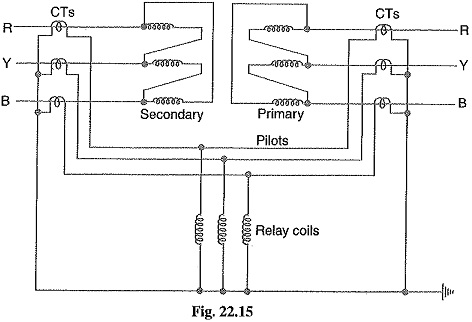 CTs CTs
R R
Y Y
B B
Secondary Primary
Pilots
Relay coils
Fig. 22.15